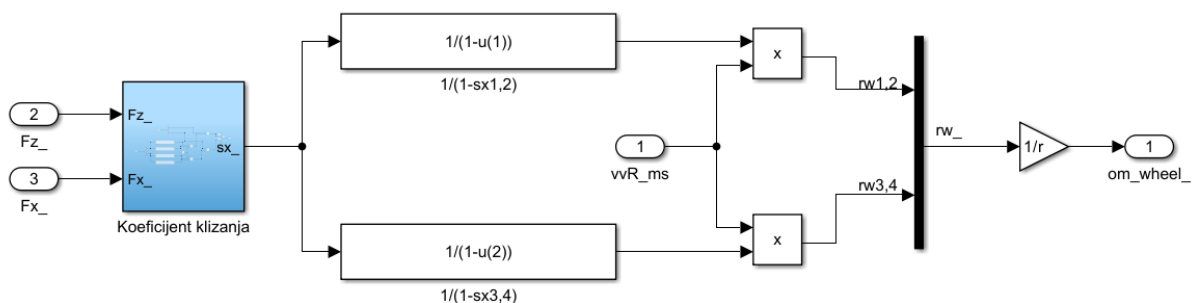 1/(1-u(1))
1/(1-sx1,2)
x
rw1,2
2
Fz_
Fz_
sx_
3
Fx_
Fx_
Koeficijent klizanja
1
vvR_ms
rw_
1/r
1
om_wheel_
rw3,4
1/(1-u(2))
1/(1-sx3,4)
x